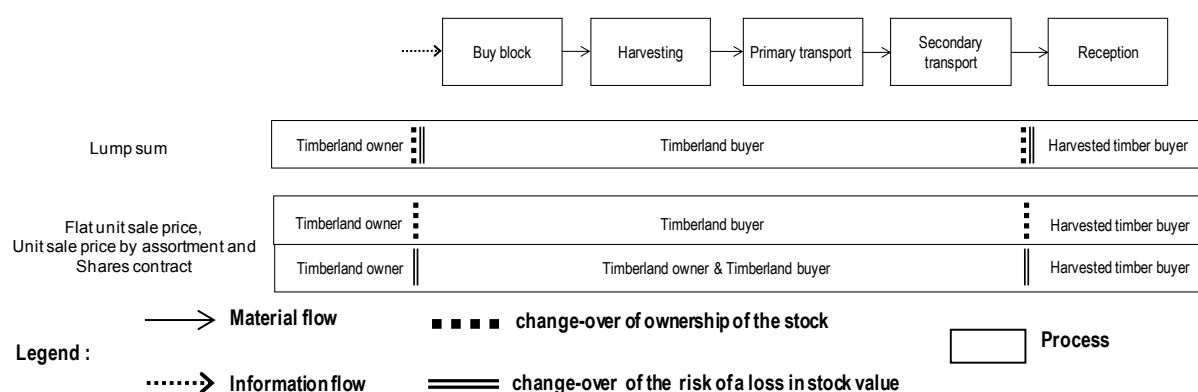 Buy block
Harvesting
Primary transport
Secondary
transport
Reception
Lump sum
Timberland owner
Timberland buyer
Harvested timber buyer
Flat unit sale price,
Unit sale price by assortment and
Shares contract
Timberland owner
Timberland buyer
Harvested timber buyer
Timberland owner
Timberland owner & Timberland buyer
Harvested timber buyer
Legend :
Material flow
change-over of ownership of the stock
Process
Information flow
change-over of the risk of a loss in stock value